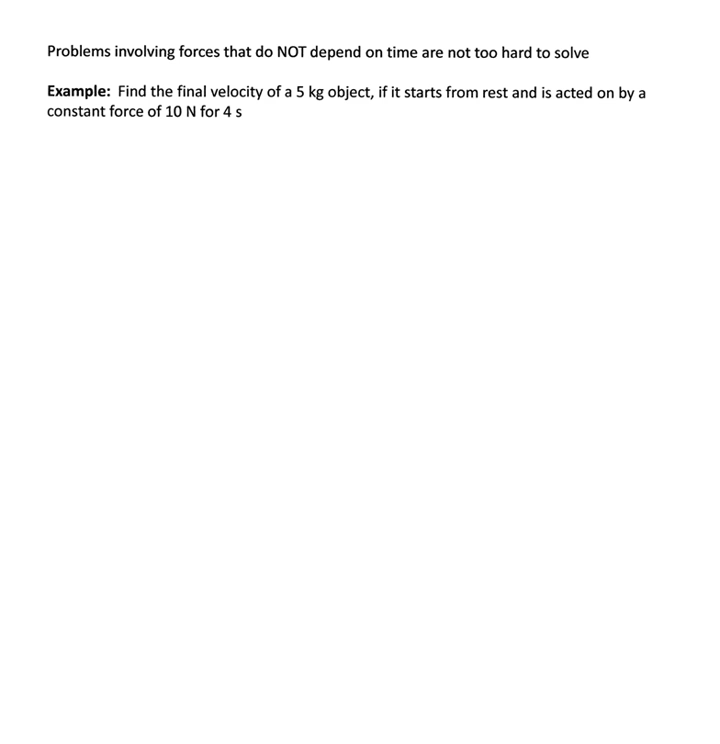 Problems involving forces that do NOT depend on time are not too hard to solve
Example: Find the final velocity of a 5 kg object, if it starts from rest and is acted on by a
constant force of 10 N for 4 s